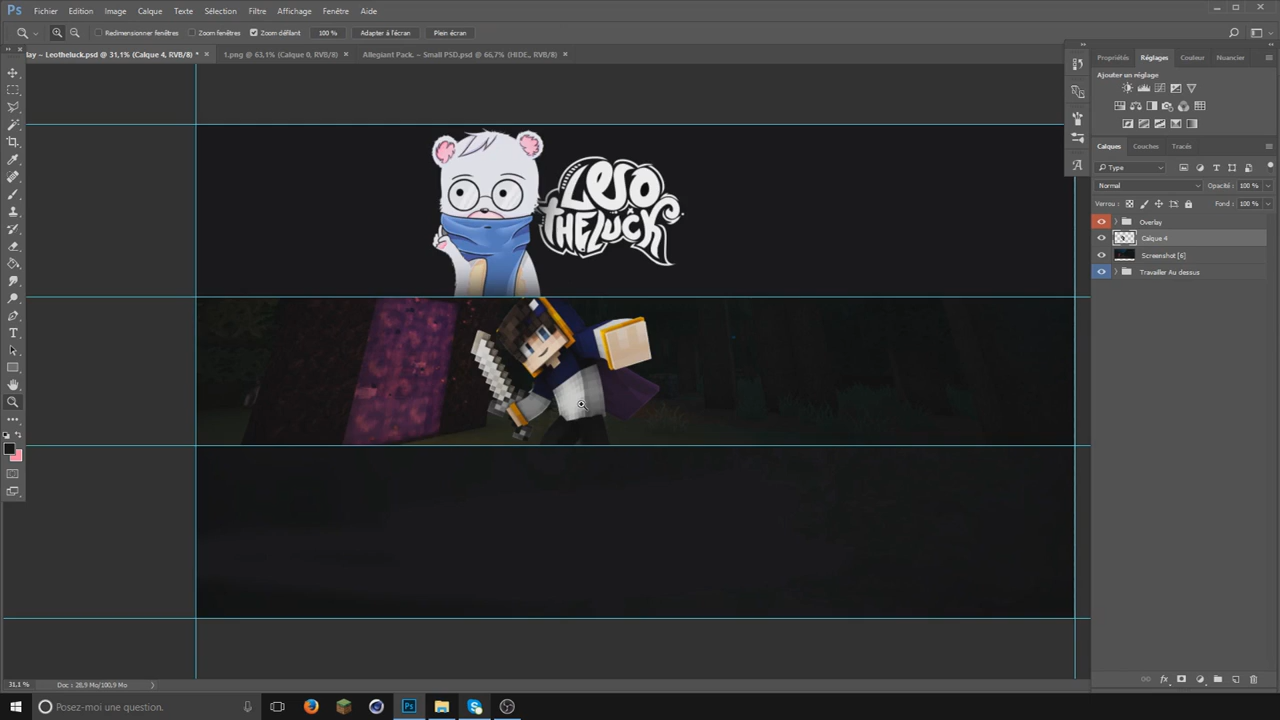 Ps Fichier Edition Image Calque Texte Sélection Filtre Affichage Fenêtre Aide
Redimensionner fenêtres Zoom fenêtres Zoom défilant 100 % Adapter à l'écran Plein écran
lay – Leotheluck.psd @ 31,1% (Calque 4, RVB/8) * × 1.png @ 63,1% (Calque 0, RVB/8) × Allegiant Pack. – Small PSD.psd @ 66,7% (HIDE., RVB/8) ×
Propriétés Réglages Couleur Nuancier
Ajouter un réglage
Calques Couches Tracés
Type
Normal Opacité : 100 %
Verrou : Fond : 100 %
Overlay
Calque 4
Screenshot [6]
Travailler Au dessus
LESO
THELUCK
31,1 % Doc : 28,9 Mo/100,9 Mo
Posez-moi une question. Ps